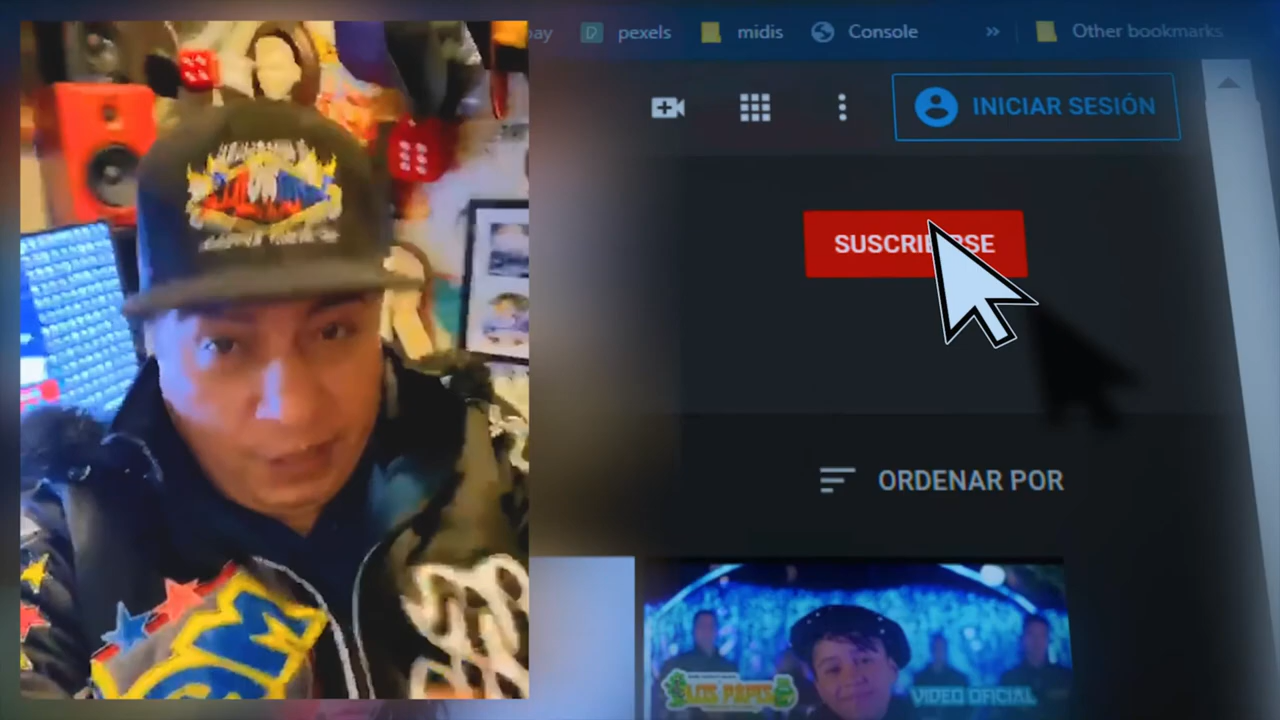 pexels
midis
Console
»
Other bookmarks
INICIAR SESIÓN
SUSCRIBIRSE
ORDENAR POR
LOS PAPIS
VIDEO OFICIAL